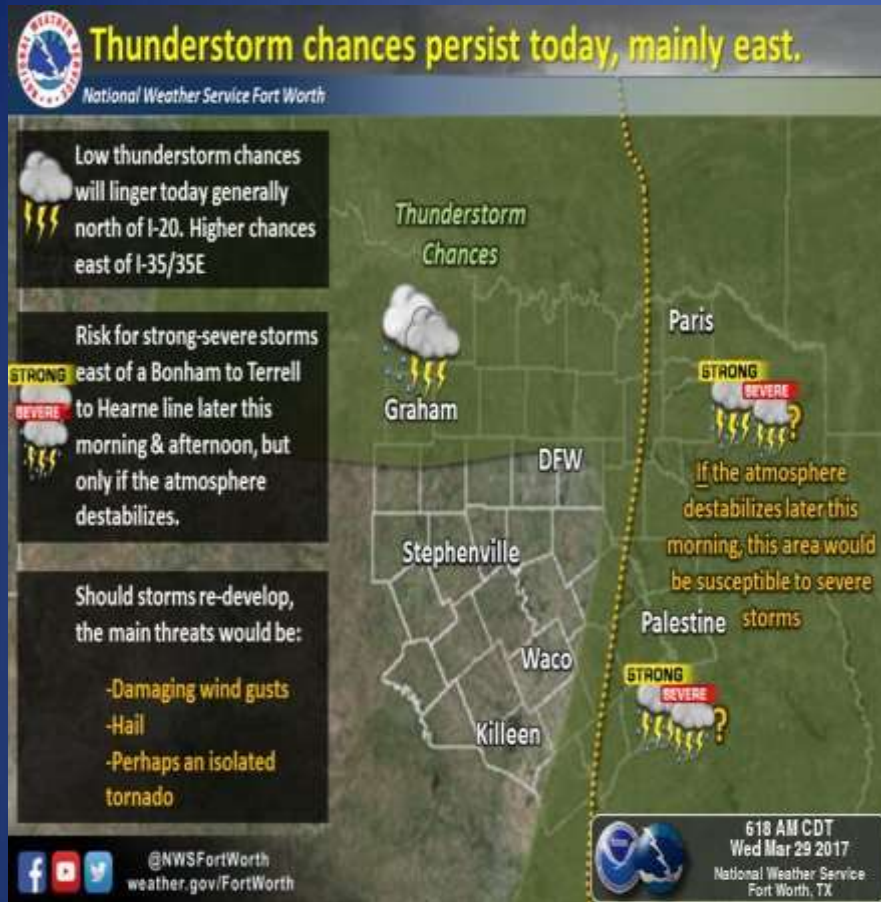 Thunderstorm chances persist today, mainly east.
NATIONAL WEATHER SERVICE
National Weather Service Fort Worth
Low thunderstorm chances
will linger today generally
north of I-20. Higher chances
east of I-35/35E
STRONG
SEVERE
Risk for strong-severe storms
east of a Bonham to Terrell
to Hearne line later this
morning & afternoon, but
only if the atmosphere
destabilizes.
Should storms re-develop,
the main threats would be:
-Damaging wind gusts
-Hail
-Perhaps an isolated
tornado
Thunderstorm
Chances
Graham
Paris
STRONG
SEVERE
?
DFW
If the atmosphere
destabilizes later this
morning, this area would
be susceptible to severe
storms
Stephenville
Palestine
Waco
STRONG
SEVERE
?
Killeen
@NWSFortWorth
weather.gov/FortWorth
618 AM CDT
Wed Mar 29 2017
National Weather Service
Fort Worth, TX